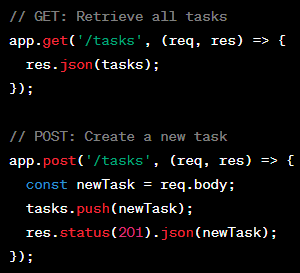 // GET: Retrieve all tasks
app.get('/tasks', (req, res) => {
  res.json(tasks);
});

// POST: Create a new task
app.post('/tasks', (req, res) => {
  const newTask = req.body;
  tasks.push(newTask);
  res.status(201).json(newTask);
});